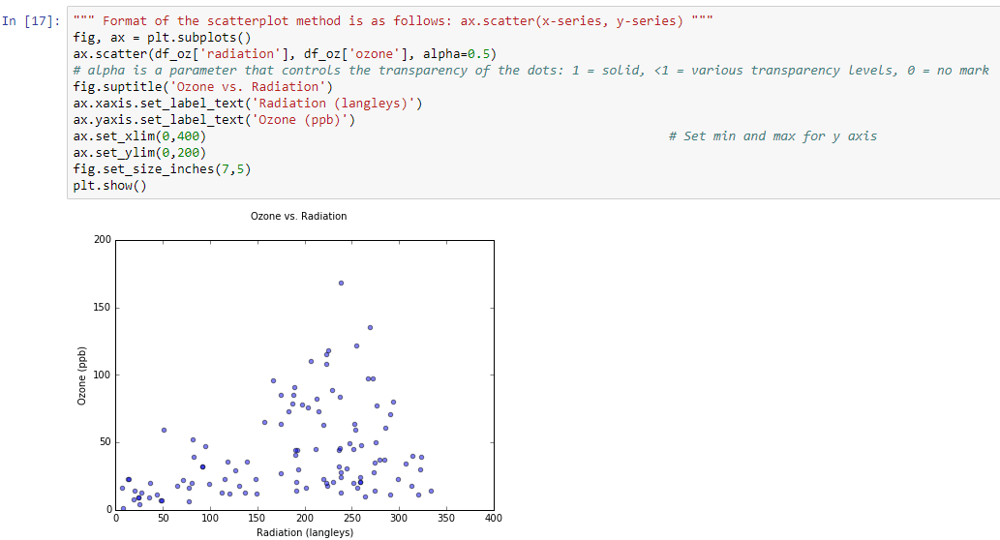 In [17]: """ Format of the scatterplot method is as follows: ax.scatter(x-series, y-series) """
fig, ax = plt.subplots()
ax.scatter(df_oz['radiation'], df_oz['ozone'], alpha=0.5)
# alpha is a parameter that controls the transparency of the dots: 1 = solid, <1 = various transparency levels, 0 = no mark
fig.suptitle('Ozone vs. Radiation')
ax.xaxis.set_label_text('Radiation (langleys)')
ax.yaxis.set_label_text('Ozone (ppb)')
ax.set_xlim(0,400) # Set min and max for y axis
ax.set_ylim(0,200)
fig.set_size_inches(7,5)
plt.show()
Ozone vs. Radiation
200
150
100
50
0
Ozone (ppb)
0 50 100 150 200 250 300 350 400
Radiation (langleys)